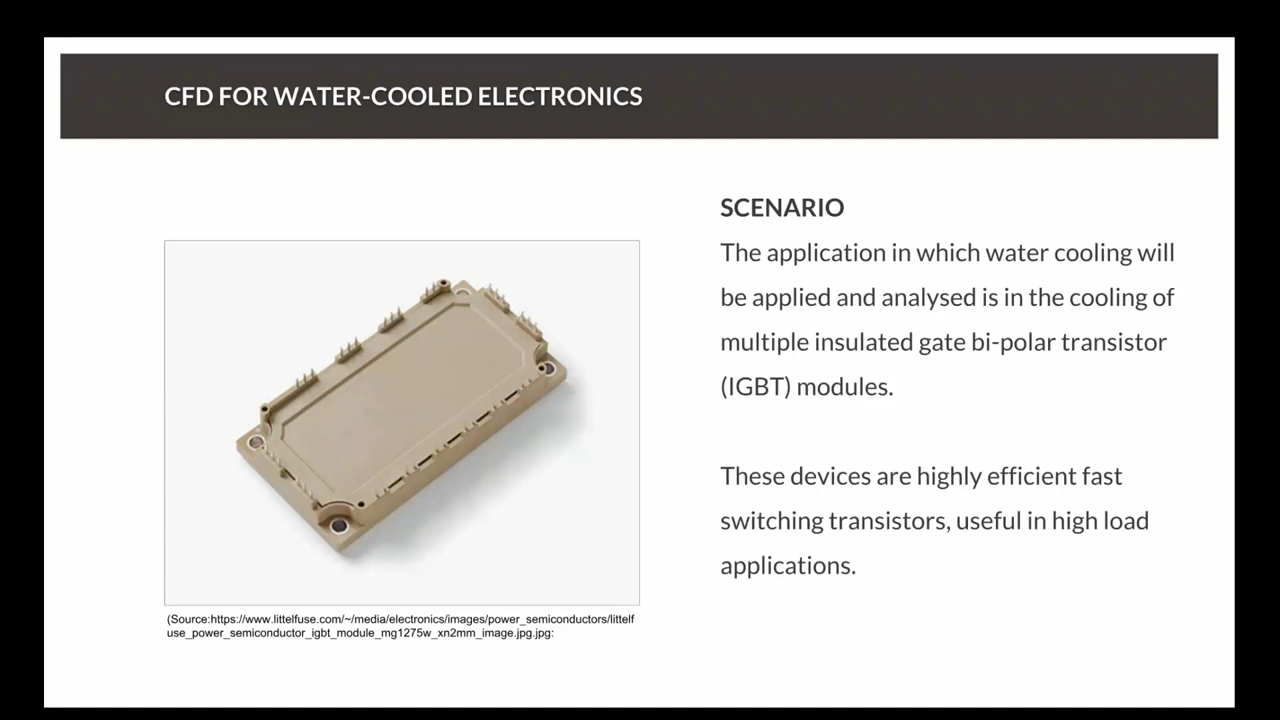 CFD FOR WATER-COOLED ELECTRONICS
SCENARIO
The application in which water cooling will
be applied and analysed is in the cooling of
multiple insulated gate bi-polar transistor
(IGBT) modules.
These devices are highly efficient fast
switching transistors, useful in high load
applications.
(Source:https://www.littelfuse.com/~/media/electronics/images/power_semiconductors/littelf
use_power_semiconductor_igbt_module_mg1275w_xn2mm_image.jpg.jpg: